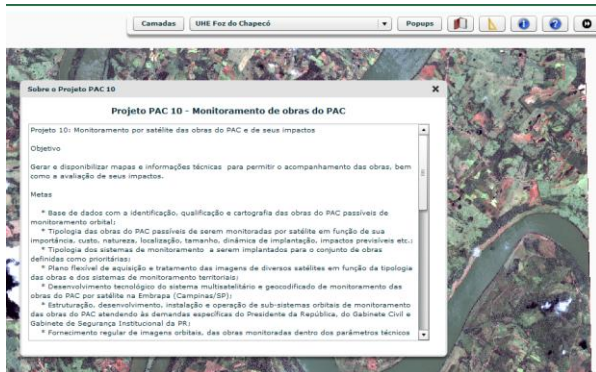 Camadas
UHE Foz do Chapecó
Popups
Sobre o Projeto PAC 10
Projeto PAC 10 - Monitoramento de obras do PAC
Projeto 10: Monitoramento por satélite das obras do PAC e de seus impactos
Objetivo
Gerar e disponibilizar mapas e informações técnicas para permitir o acompanhamento das obras, bem
como a avaliação de seus impactos.
Metas
* Base de dados com a identificação, qualificação e cartografia das obras do PAC passíveis de
monitoramento orbital;
* Tipologia das obras do PAC passíveis de serem monitoradas por satélite em função de sua
importância, custo, natureza, localização, tamanho, dinâmica de implantação, impactos previsíveis etc.;
* Tipologia dos sistemas de monitoramento a serem implantados para o conjunto de obras
definidas como prioritárias;
* Plano flexível de aquisição e tratamento das imagens de diversos satélites em função da tipologia
das obras e dos sistemas de monitoramento territoriais;
* Desenvolvimento tecnológico do sistema multisatelitário e geocodificado de monitoramento das
obras do PAC por satélite na Embrapa (Campinas/SP);
* Estruturação, desenvolvimento, instalação e operação de sub-sistemas orbitais de monitoramento
das obras do PAC atendendo às demandas específicas do Presidente da República, do Gabinete Civil e
Gabinete de Segurança Institucional da PR;
* Fornecimento regular de imagens orbitais, das obras monitoradas dentro dos parâmetros técnicos